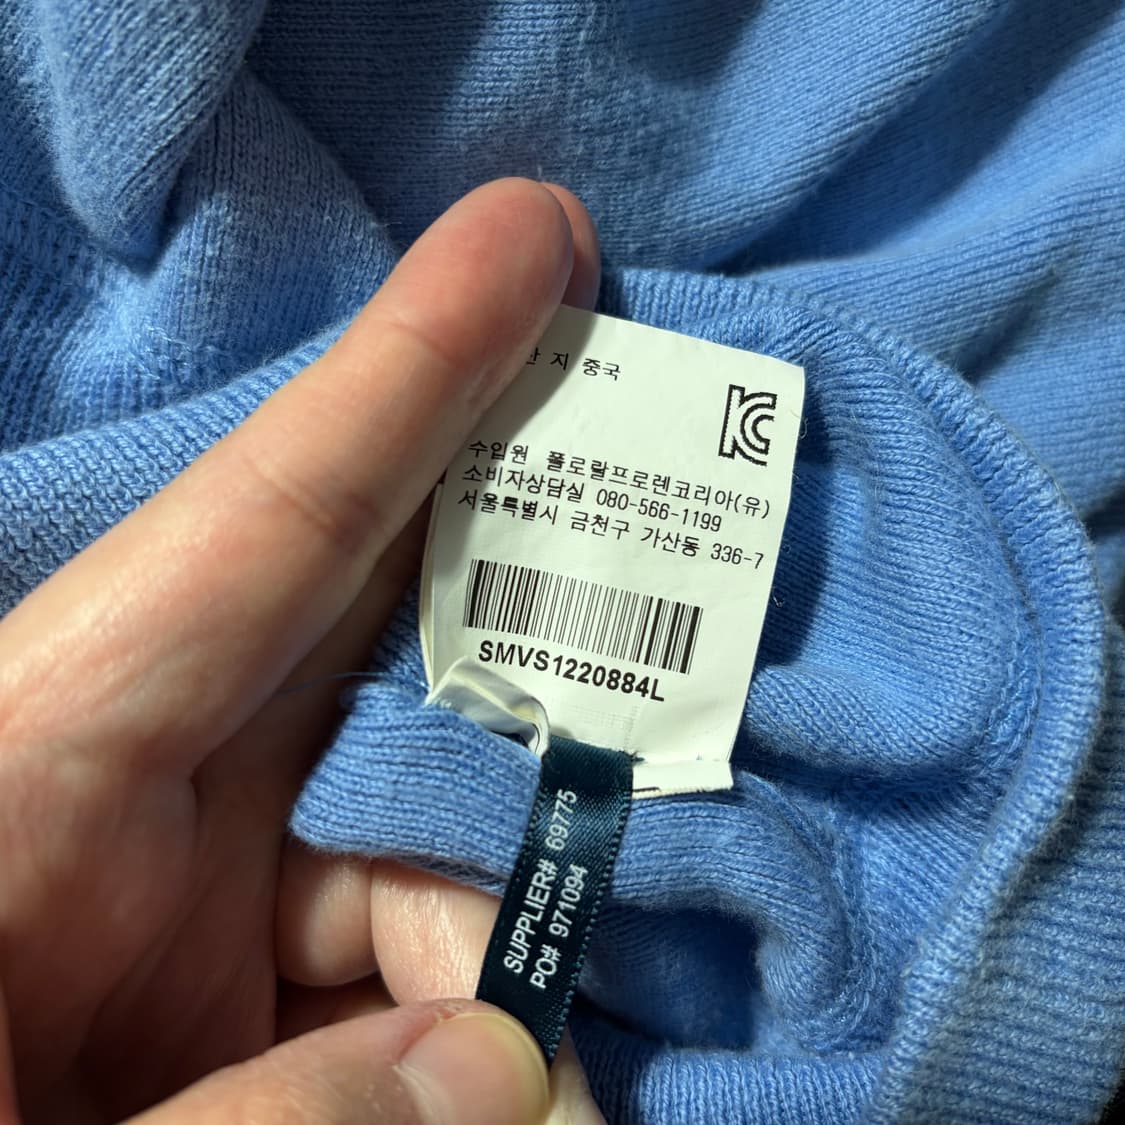 지 중국
KC
수입원 폴로랄프로렌코리아(유)
소비자상담실 080-566-1199
서울특별시 금천구 가산동 336-7
SMVS1220884L
SUPPLIER# 69775
PO# 971094